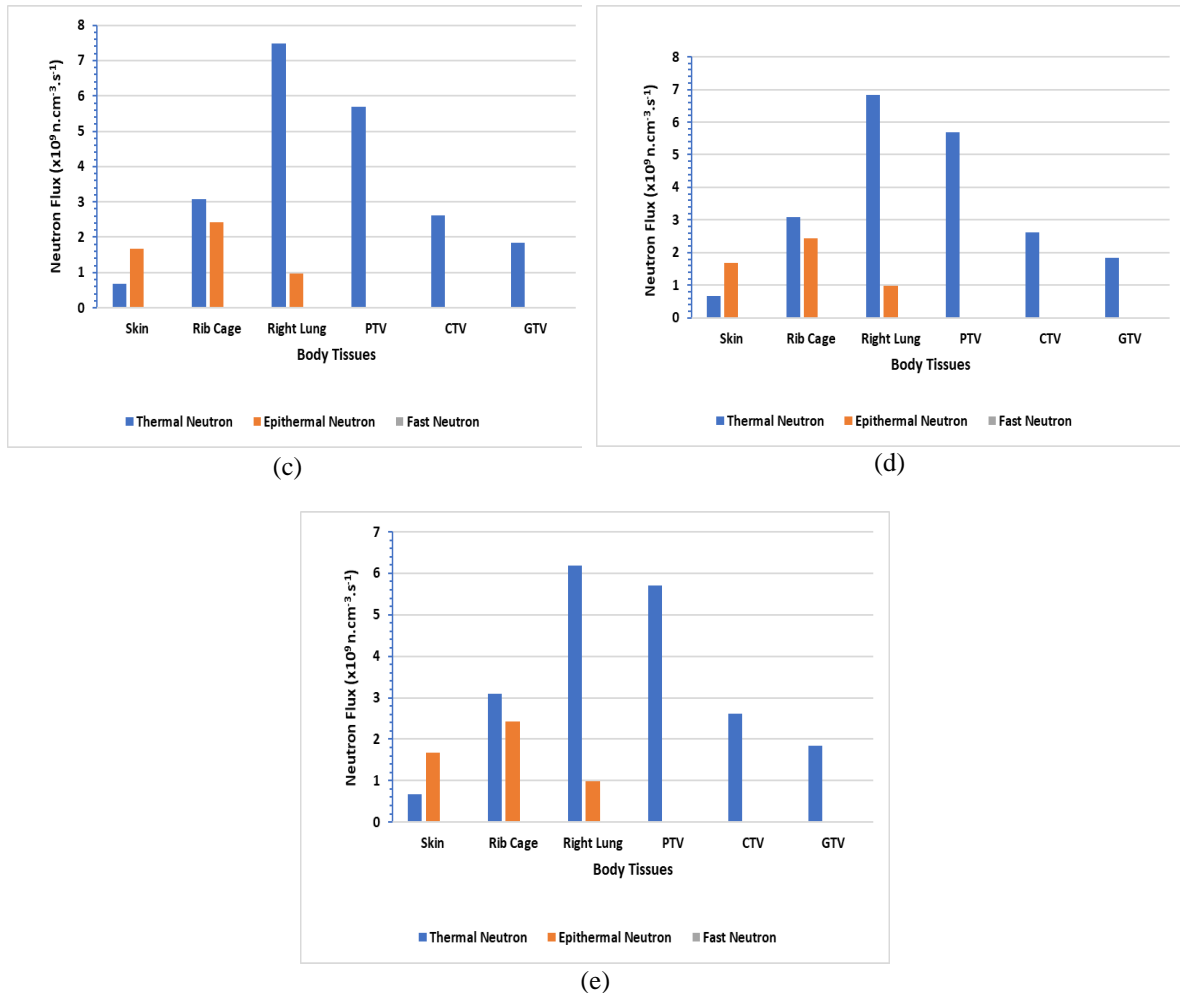 8
7
6
5
4
3
2
1
0
Neutron Flux (x10⁹ n.cm⁻³.s⁻¹)
Skin Rib Cage Right Lung PTV CTV GTV
Body Tissues
Thermal Neutron Epithermal Neutron Fast Neutron
(c)
8
7
6
5
4
3
2
1
0
Neutron Flux (x10⁹ n.cm⁻³.s⁻¹)
Skin Rib Cage Right Lung PTV CTV GTV
Body Tissues
Thermal Neutron Epithermal Neutron Fast Neutron
(d)
7
6
5
4
3
2
1
0
Neutron Flux (x10⁹ n.cm⁻³.s⁻¹)
Skin Rib Cage Right Lung PTV CTV GTV
Body Tissues
Thermal Neutron Epithermal Neutron Fast Neutron
(e)